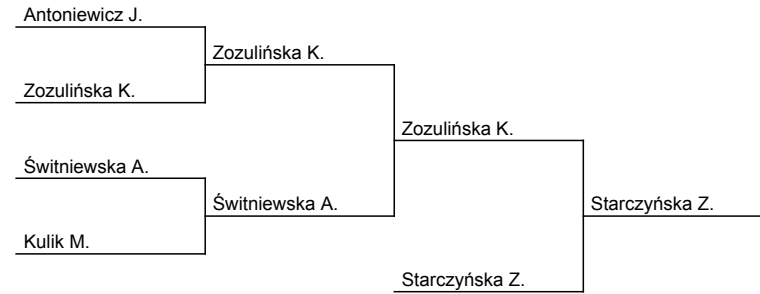 Antoniewicz J.
Zozulińska K.
Zozulińska K.
Zozulińska K.
Świtniewska A.
Świtniewska A.
Starczyńska Z.
Kulik M.
Starczyńska Z.